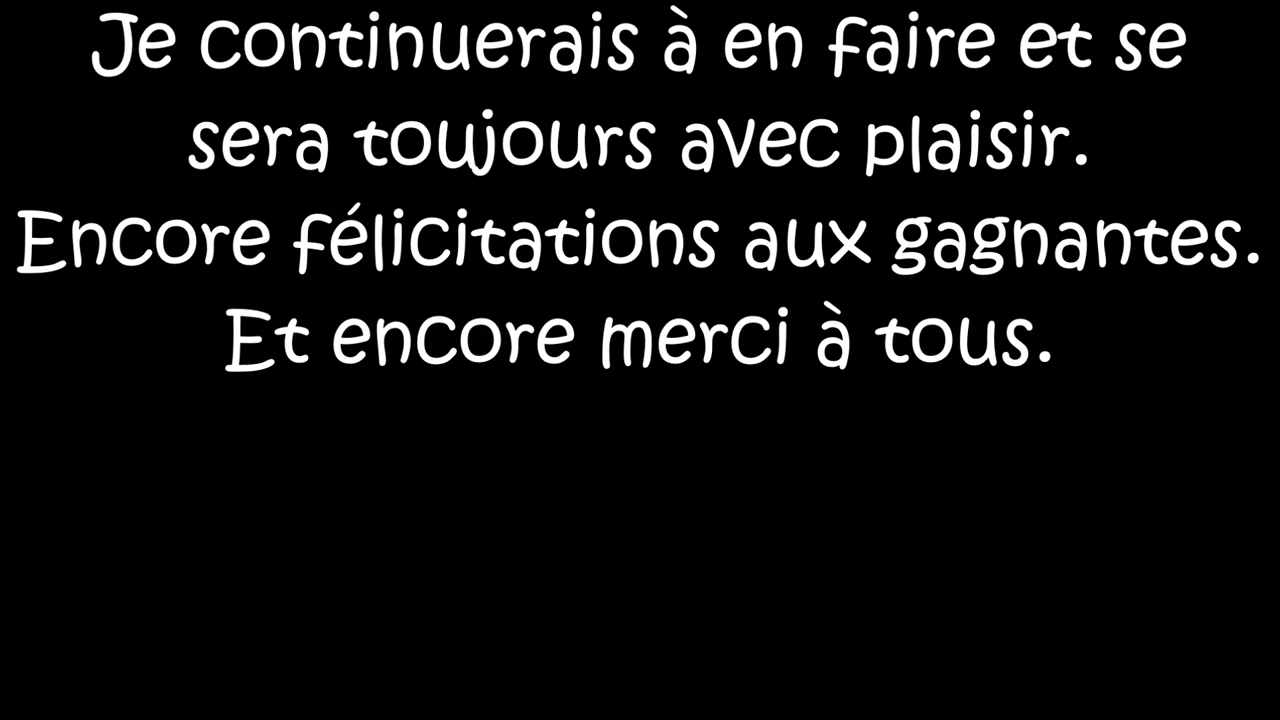 Je continuerais à en faire et se
sera toujours avec plaisir.
Encore félicitations aux gagnantes.
Et encore merci à tous.